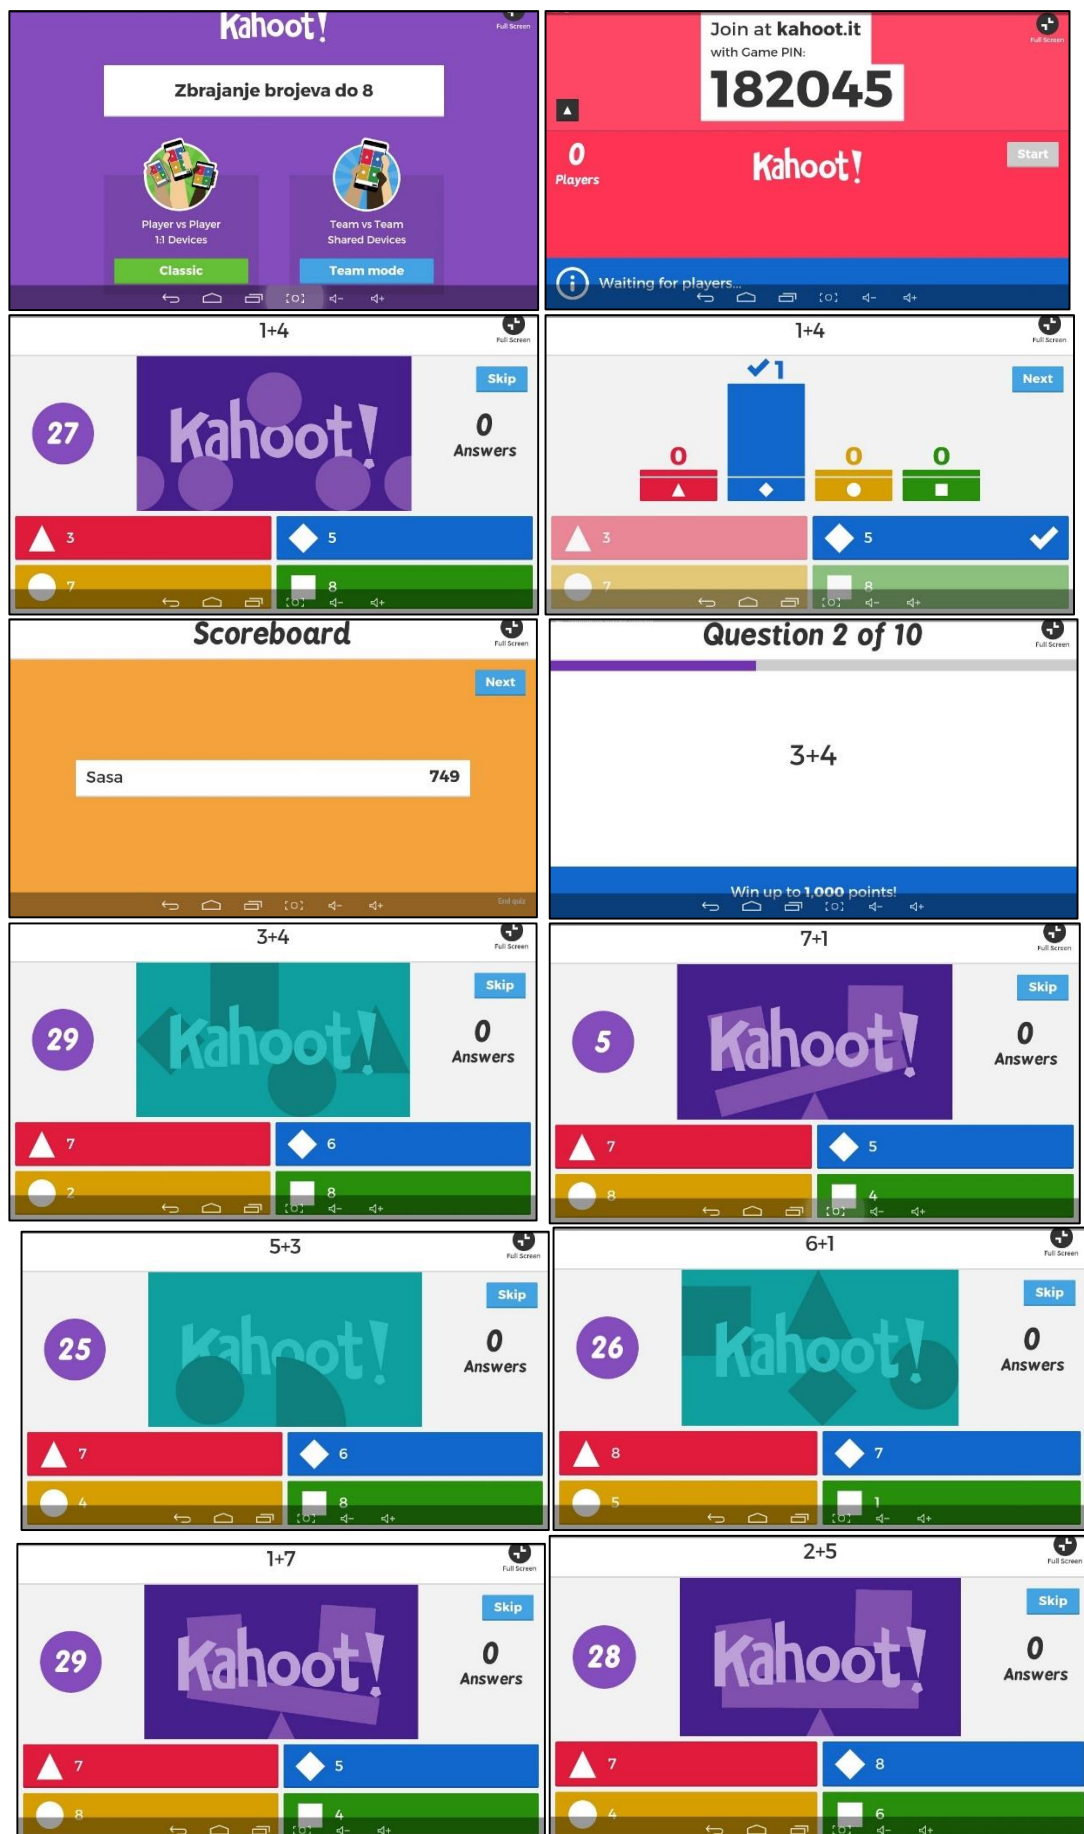 Kahoot!
Full Screen
Zbrajanje brojeva do 8
Player vs Player
1:1 Devices
Classic
Team vs Team
Shared Devices
Team mode
Join at kahoot.it
with Game PIN:
182045
Full Screen
0
Players
Kahoot!
Start
Waiting for players...
1+4
Full Screen
Skip
27
Kahoot!
0
Answers
3
5
7
8
1+4
Full Screen
Next
0
1
0
0
3
5
7
8
Scoreboard
Full Screen
Next
Sasa 749
End quiz
Question 2 of 10
Full Screen
3+4
Win up to 1,000 points!
3+4
Full Screen
Skip
29
Kahoot!
0
Answers
7
6
2
8
7+1
Full Screen
Skip
5
Kahoot!
0
Answers
7
5
8
4
5+3
Full Screen
Skip
25
Kahoot!
0
Answers
7
6
4
8
6+1
Full Screen
Skip
26
Kahoot!
0
Answers
8
7
5
1
1+7
Full Screen
Skip
29
Kahoot!
0
Answers
7
5
8
4
2+5
Full Screen
Skip
28
Kahoot!
0
Answers
7
8
4
6